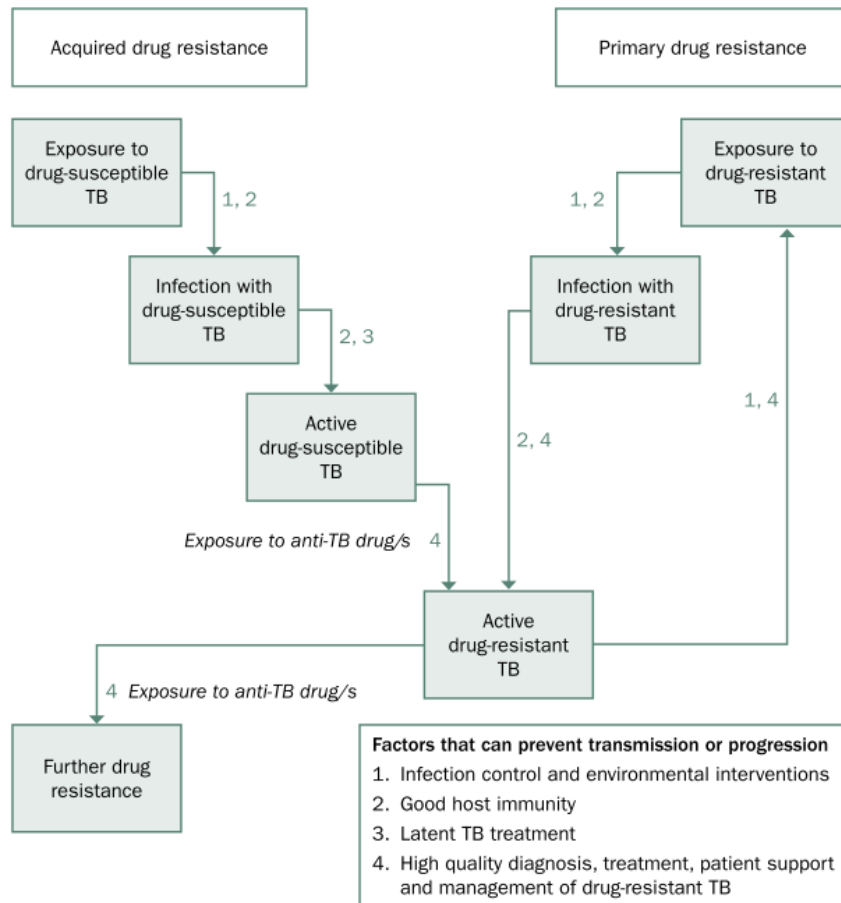 Acquired drug resistance
Primary drug resistance
Exposure to
drug-susceptible
TB
Exposure to
drug-resistant
TB
1, 2
1, 2
Infection with
drug-susceptible
TB
Infection with
drug-resistant
TB
2, 3
1, 4
Active
drug-susceptible
TB
2, 4
Exposure to anti-TB drug/s 4
Active
drug-resistant
TB
4 Exposure to anti-TB drug/s
Further drug
resistance
Factors that can prevent transmission or progression
1. Infection control and environmental interventions
2. Good host immunity
3. Latent TB treatment
4. High quality diagnosis, treatment, patient support
and management of drug-resistant TB